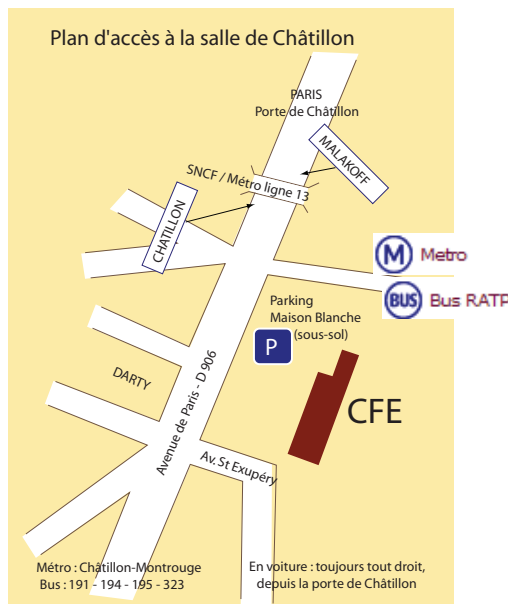 Plan d'accès à la salle de Châtillon
PARIS
Porte de Châtillon
MALAKOFF
SNCF / Métro ligne 13
CHATILLON
M Metro
BUS Bus RATP
Parking
Maison Blanche
(sous-sol)
P
DARTY
Avenue de Paris - D 906
CFE
Av. St Exupéry
Métro : Châtillon-Montrouge
Bus : 191 - 194 - 195 - 323
En voiture : toujours tout droit,
depuis la porte de Châtillon